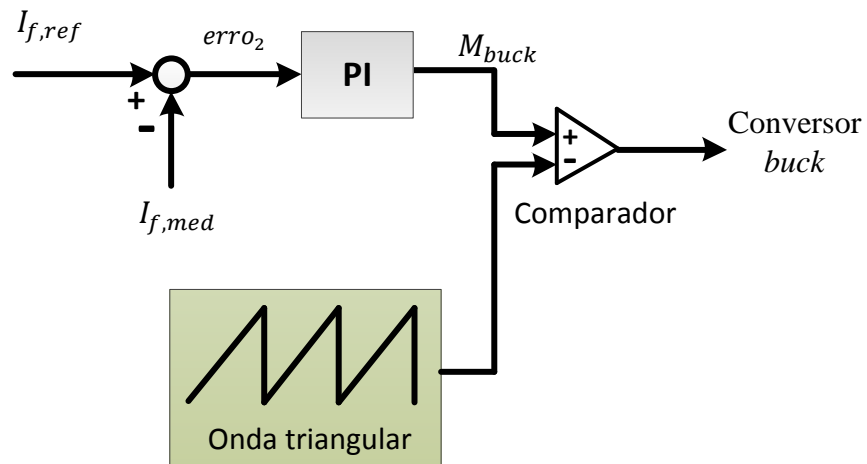 I_{f,ref}
erro_2
PI
M_{buck}
+
-
I_{f,med}
+
-
Conversor
buck
Comparador
Onda triangular